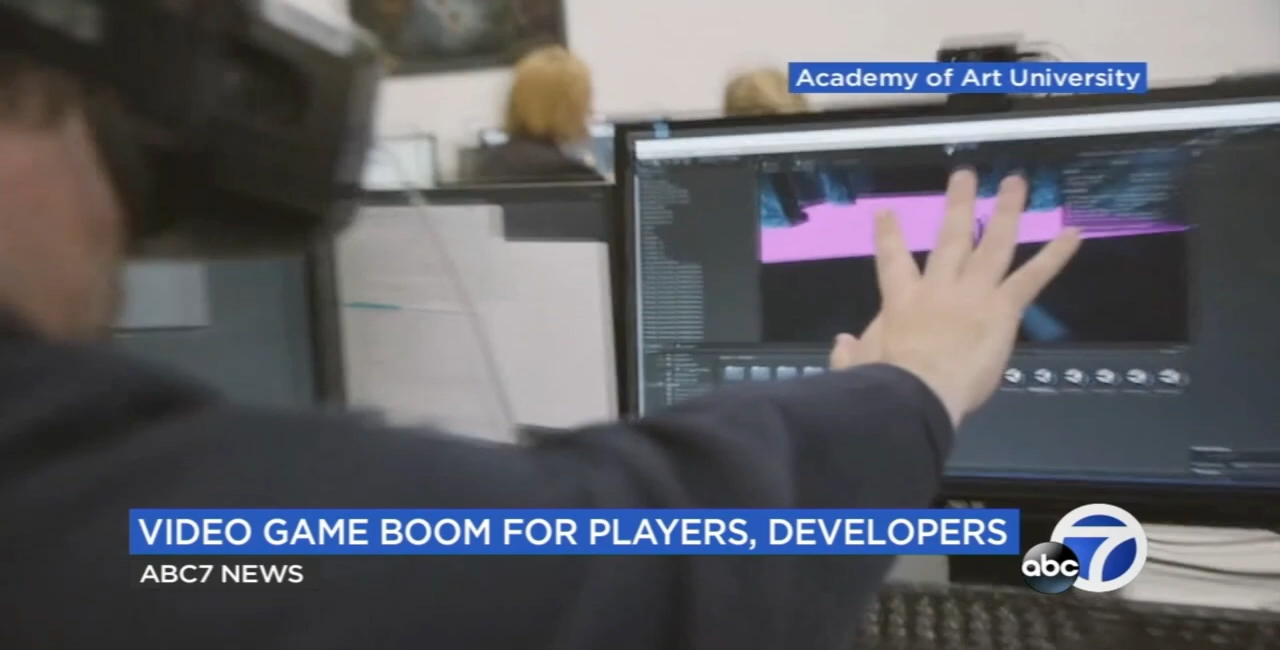 Academy of Art University
VIDEO GAME BOOM FOR PLAYERS, DEVELOPERS
ABC7 NEWS
abc 7